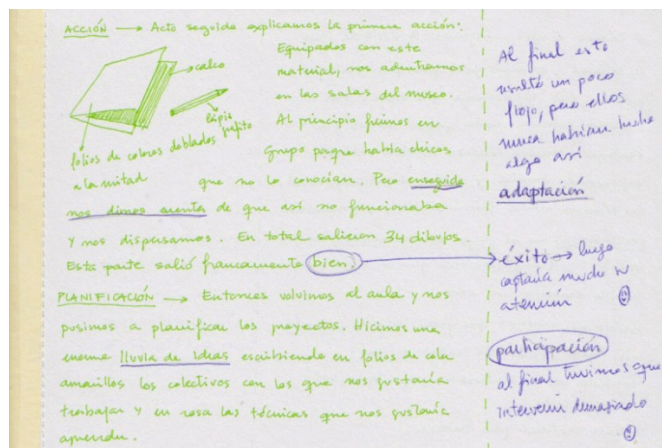 ACCIÓN → Acto seguido explicamos la primera acción:
Equipados con este
material, nos adentramos
en las salas del museo.
Al principio fuimos en
grupo porque había chicos
que no lo conocían. Pero enseguida
nos dimos cuenta de que así no funcionaba
y nos dispersamos. En total salieron 34 dibujos.
Esta parte salió francamente bien.
calco
lápiz
folios de colores doblados
a la mitad
PLANIFICACIÓN → Entonces volvimos al aula y nos
pusimos a planificar los proyectos. Hicimos una
enorme lluvia de ideas escribiendo en folios de color
amarillos los colectivos con los que nos gustaría
trabajar y en rosa las técnicas que nos gustaría
aprender.
Al final esto
resultó un poco
flojo, pero ellos
nunca habían hecho
algo así
adaptación
éxito → luego
captaría mucho su
atención
participación
al final tuvimos que
intervenir demasiado